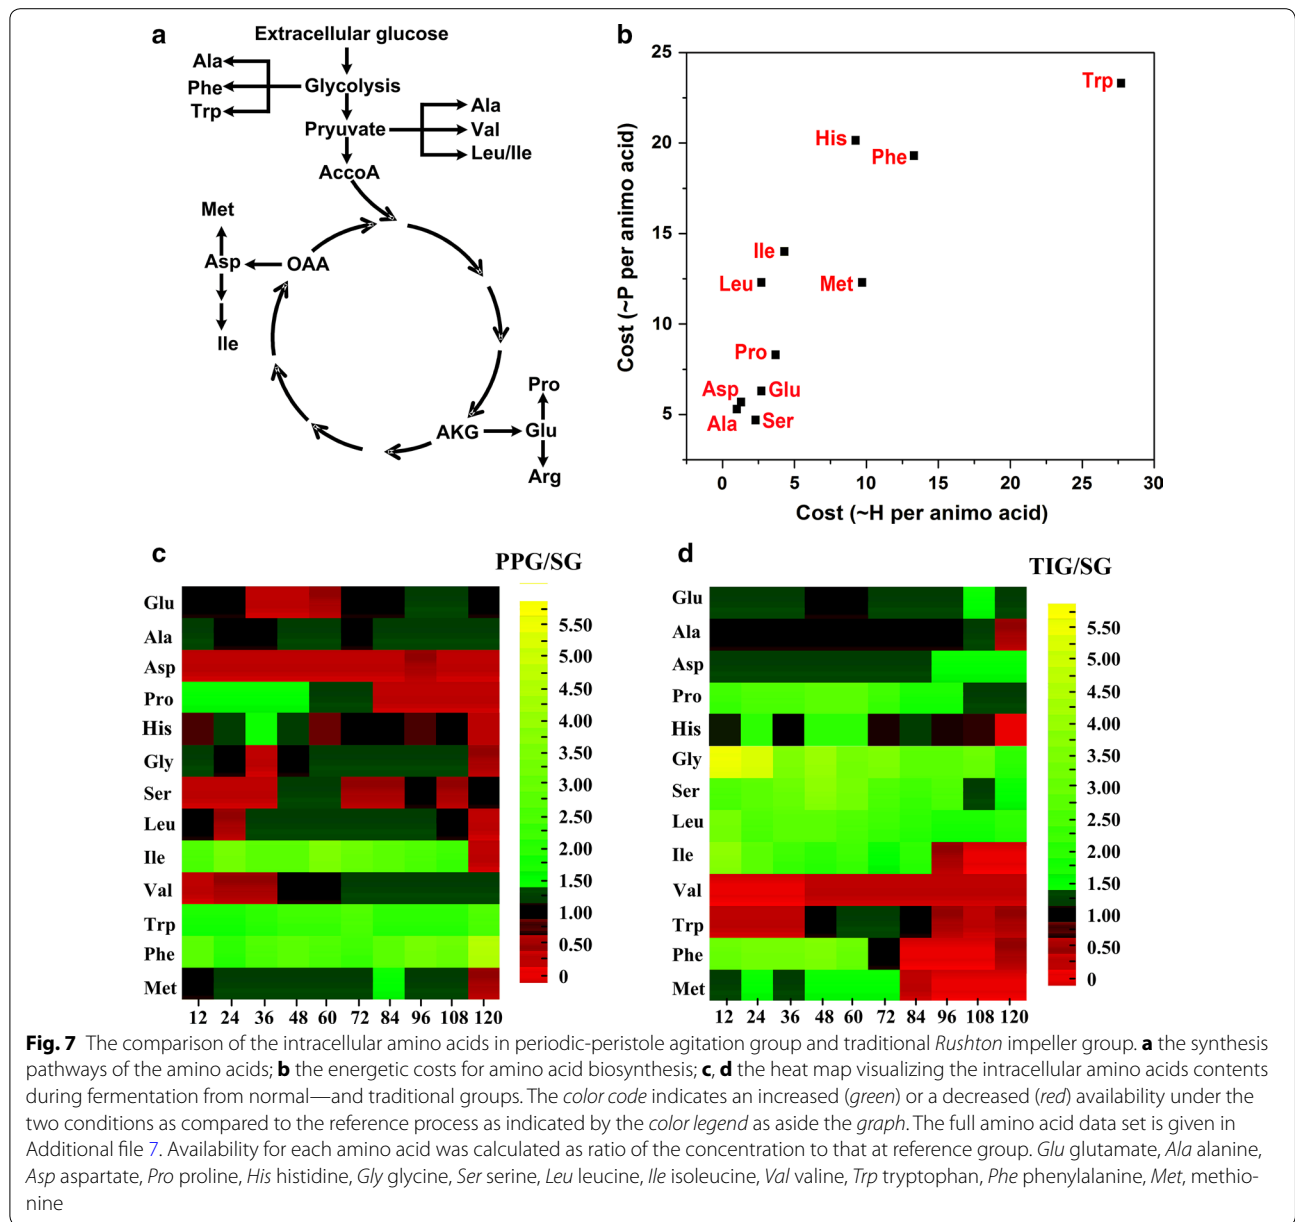 a
Extracellular glucose
Ala
Phe
Trp
Glycolysis
Pryuvate
Ala
Val
Leu/Ile
AccoA
Met
Asp
OAA
Ile
Pro
AKG
Glu
Arg
b
25
20
15
10
5
Cost (~P per animo acid)
Trp
His
Phe
Ile
Leu
Met
Pro
Asp
Glu
Ala
Ser
0 5 10 15 20 25 30
Cost (~H per animo acid)
c
PPG/SG
Glu
Ala
Asp
Pro
His
Gly
Ser
Leu
Ile
Val
Trp
Phe
Met
12 24 36 48 60 72 84 96 108 120
5.50
5.00
4.50
4.00
3.50
3.00
2.50
2.00
1.50
1.00
0.50
0
d
TIG/SG
Glu
Ala
Asp
Pro
His
Gly
Ser
Leu
Ile
Val
Trp
Phe
Met
12 24 36 48 60 72 84 96 108 120
5.50
5.00
4.50
4.00
3.50
3.00
2.50
2.00
1.50
1.00
0.50
0
Fig. 7 The comparison of the intracellular amino acids in periodic-peristole agitation group and traditional Rushton impeller group. a the synthesis
pathways of the amino acids; b the energetic costs for amino acid biosynthesis; c, d the heat map visualizing the intracellular amino acids contents
during fermentation from normal—and traditional groups. The color code indicates an increased (green) or a decreased (red) availability under the
two conditions as compared to the reference process as indicated by the color legend as aside the graph. The full amino acid data set is given in
Additional file 7. Availability for each amino acid was calculated as ratio of the concentration to that at reference group. Glu glutamate, Ala alanine,
Asp aspartate, Pro proline, His histidine, Gly glycine, Ser serine, Leu leucine, Ile isoleucine, Val valine, Trp tryptophan, Phe phenylalanine, Met, methio-
nine